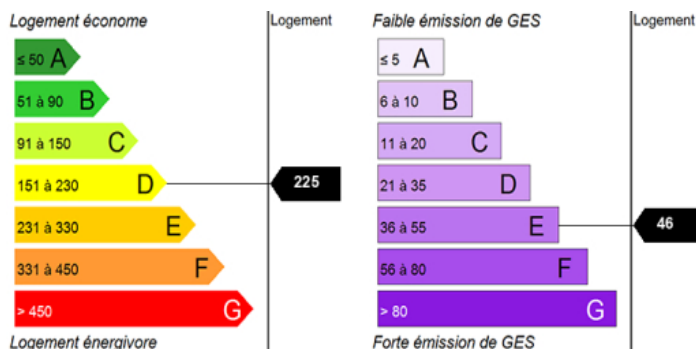 Logement économe
Logement
≤ 50 A
51 à 90 B
91 à 150 C
151 à 230 D
225
231 à 330 E
331 à 450 F
> 450 G
Logement énergivore
Faible émission de GES
Logement
≤ 5 A
6 à 10 B
11 à 20 C
21 à 35 D
36 à 55 E
46
56 à 80 F
> 80 G
Forte émission de GES